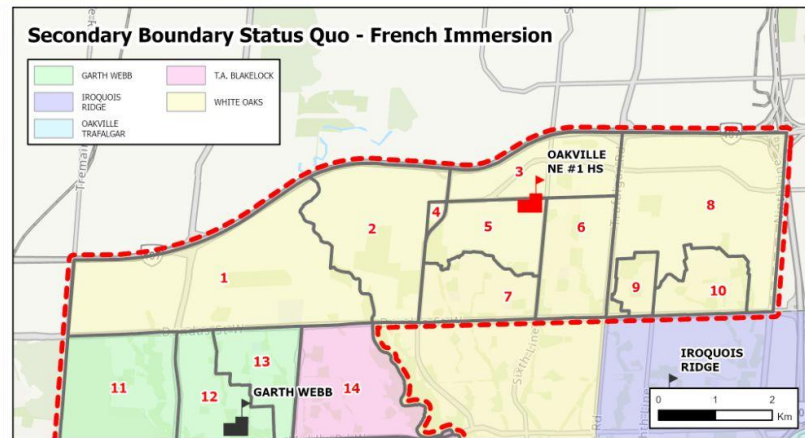 Secondary Boundary Status Quo - French Immersion
GARTH WEBB
T.A. BLAKELOCK
IROQUOIS
RIDGE
WHITE OAKS
OAKVILLE
TRAFALGAR
OAKVILLE
NE #1 HS
3
4
2
5
6
8
1
7
9
10
13
11
12
14
GARTH WEBB
IROQUOIS
RIDGE
Sixth Line
0 1 2
Km